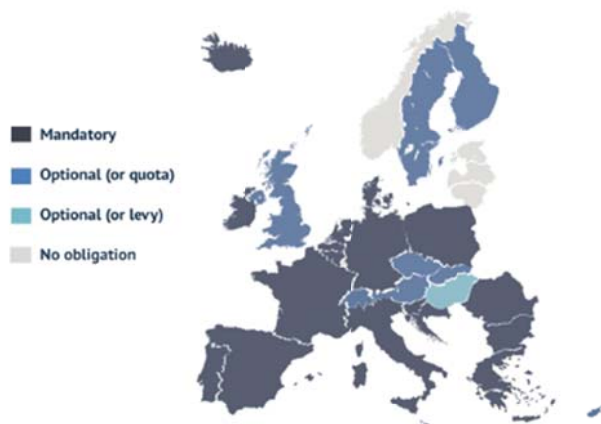 Mandatory
Optional (or quota)
Optional (or levy)
No obligation